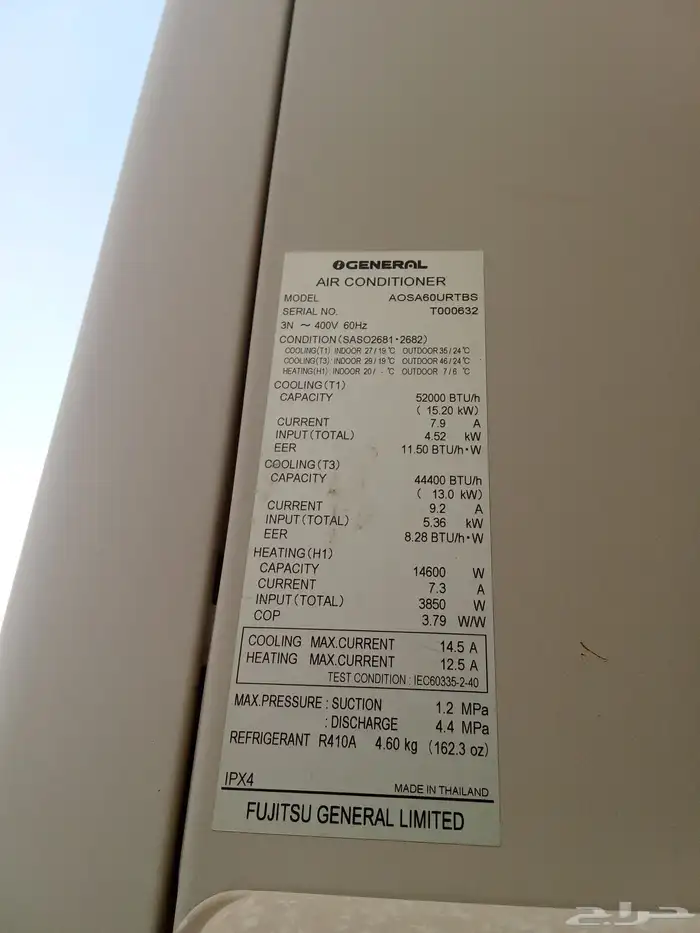 GENERAL
AIR CONDITIONER
MODEL AOSA60URTBS
SERIAL NO. T000632
3N ~ 400V 60Hz
CONDITION (SASO2681・2682)
COOLING(T1) INDOOR 27/19℃ OUTDOOR 35/24℃
COOLING(T3) INDOOR 29/19℃ OUTDOOR 46/24℃
HEATING(H1) INDOOR 20/ - ℃ OUTDOOR 7/6 ℃
COOLING(T1)
CAPACITY 52000 BTU/h
( 15.20 kW)
CURRENT 7.9 A
INPUT(TOTAL) 4.52 kW
EER 11.50 BTU/h・W
COOLING(T3)
CAPACITY 44400 BTU/h
( 13.0 kW)
CURRENT 9.2 A
INPUT(TOTAL) 5.36 kW
EER 8.28 BTU/h・W
HEATING(H1)
CAPACITY 14600 W
CURRENT 7.3 A
INPUT(TOTAL) 3850 W
COP 3.79 W/W
COOLING MAX.CURRENT 14.5 A
HEATING MAX.CURRENT 12.5 A
TEST CONDITION : IEC60335-2-40
MAX.PRESSURE : SUCTION 1.2 MPa
: DISCHARGE 4.4 MPa
REFRIGERANT R410A 4.60 kg (162.3 oz)
IPX4
MADE IN THAILAND
FUJITSU GENERAL LIMITED
حراج